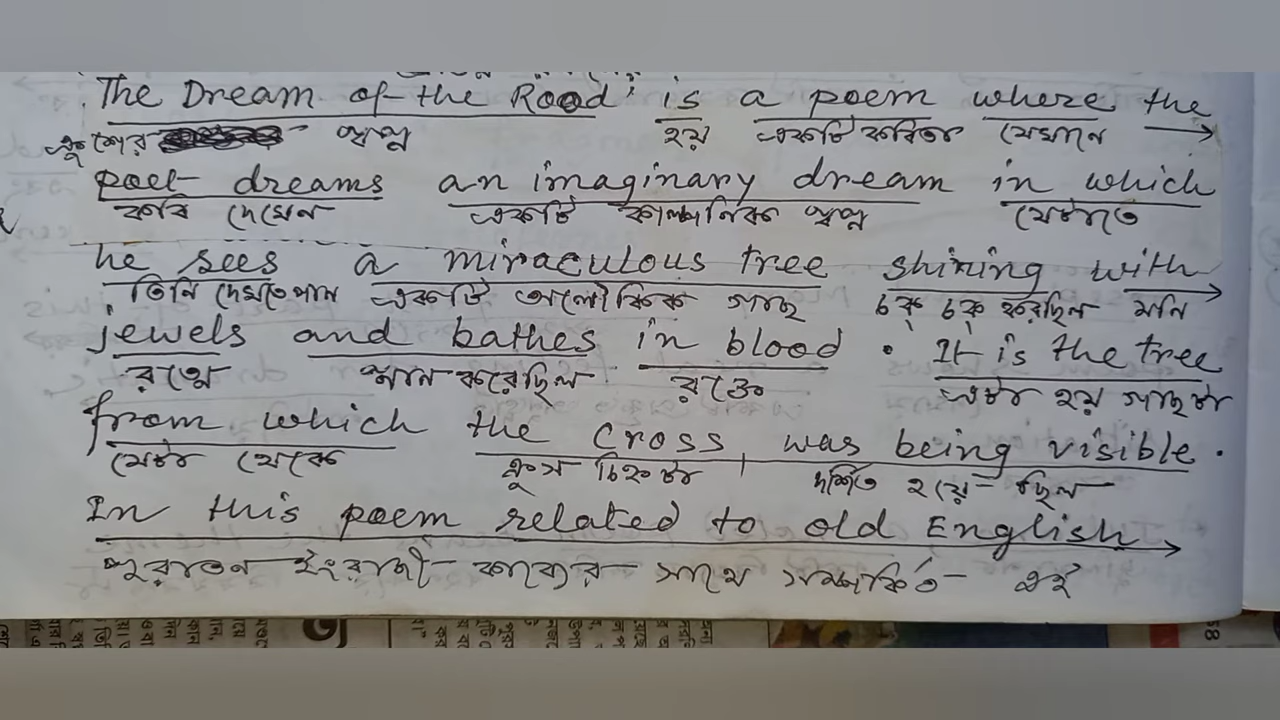 'The Dream of the Rood' is a poem where the
ক্রুশের স্বপ্ন হয় একটি কবিতা যেখানে
poet dreams an imaginary dream in which
কবি দেখেন একটি কাল্পনিক স্বপ্ন যেটাতে
he sees a miraculous tree shining with
তিনি দেখতে পান একটি অলৌকিক গাছ চক্ চক্ করছিল মনি
jewels and bathes in blood. It is the tree
রত্নে স্নান করেছিল রক্তে এটা হয় গাছটা
from which the cross was being visible.
যেটা থেকে ক্রুস চিহ্নটা দর্শিত হয়েছিল
In this poem related to old English
পুরাতন ইংরাজী কাব্যের সাথে সম্পর্কিত এই